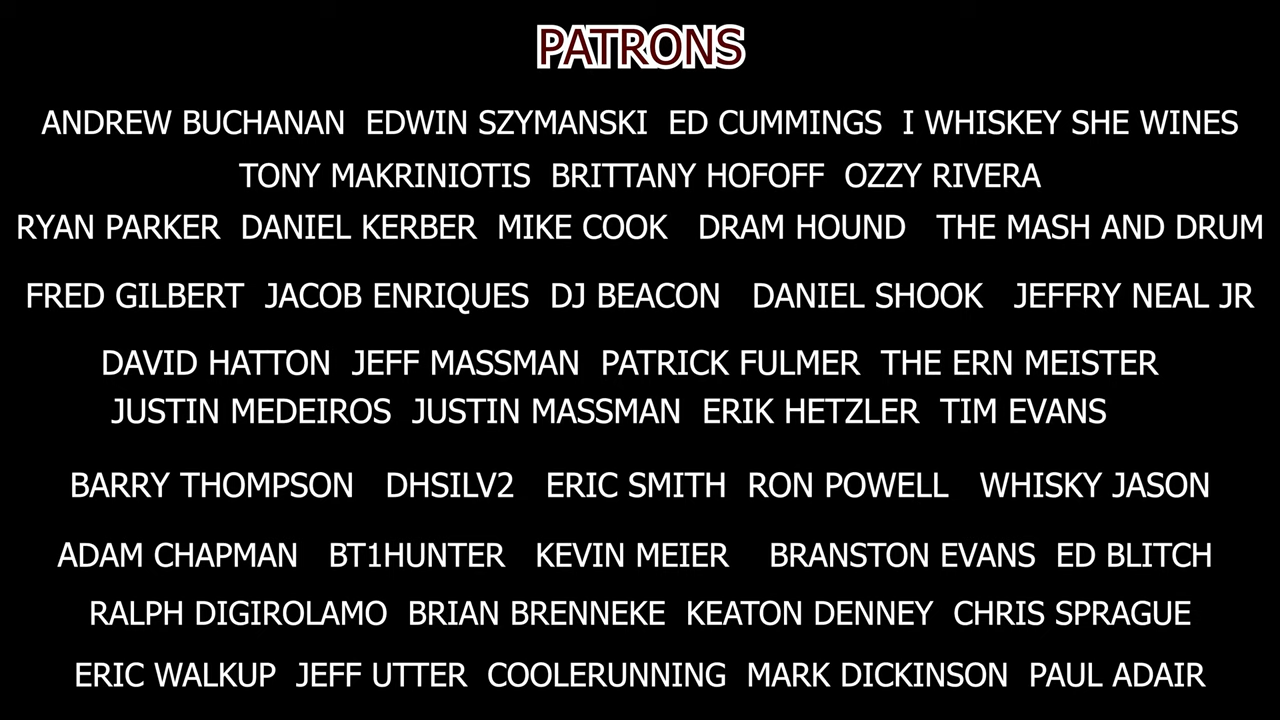 PATRONS
ANDREW BUCHANAN EDWIN SZYMANSKI ED CUMMINGS I WHISKEY SHE WINES
TONY MAKRINIOTIS BRITTANY HOFOFF OZZY RIVERA
RYAN PARKER DANIEL KERBER MIKE COOK DRAM HOUND THE MASH AND DRUM
FRED GILBERT JACOB ENRIQUES DJ BEACON DANIEL SHOOK JEFFRY NEAL JR
DAVID HATTON JEFF MASSMAN PATRICK FULMER THE ERN MEISTER
JUSTIN MEDEIROS JUSTIN MASSMAN ERIK HETZLER TIM EVANS
BARRY THOMPSON DHSILV2 ERIC SMITH RON POWELL WHISKY JASON
ADAM CHAPMAN BT1HUNTER KEVIN MEIER BRANSTON EVANS ED BLITCH
RALPH DIGIROLAMO BRIAN BRENNEKE KEATON DENNEY CHRIS SPRAGUE
ERIC WALKUP JEFF UTTER COOLERUNNING MARK DICKINSON PAUL ADAIR